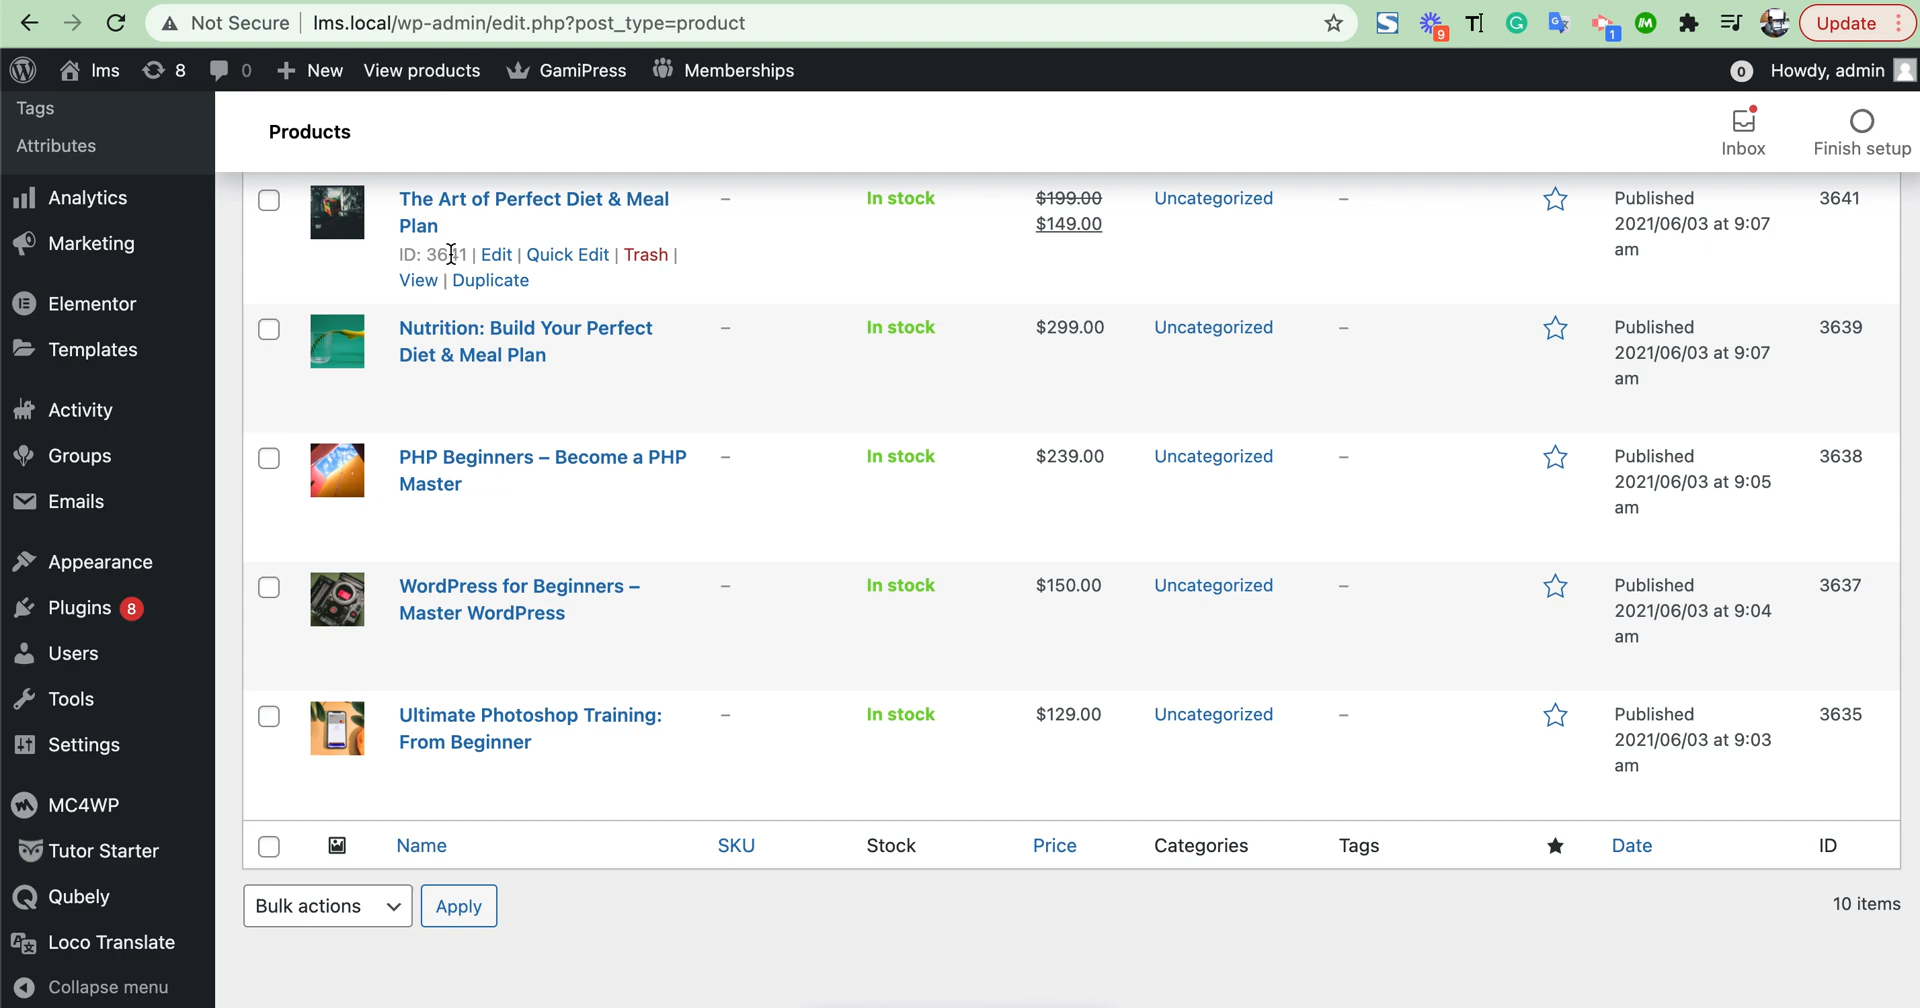 Not Secure lms.local/wp-admin/edit.php?post_type=product
9
1
Update
lms 8 0 New View products GamiPress Memberships 0 Howdy, admin
Tags
Attributes
Analytics
Marketing
Elementor
Templates
Activity
Groups
Emails
Appearance
Plugins 8
Users
Tools
Settings
MC4WP
Tutor Starter
Qubely
Loco Translate
Collapse menu
Products
Inbox
Finish setup
The Art of Perfect Diet & Meal – In stock $199.00 Uncategorized – Published 3641
Plan $149.00 2021/06/03 at 9:07
am
ID: 3641 | Edit | Quick Edit | Trash |
View | Duplicate
Nutrition: Build Your Perfect – In stock $299.00 Uncategorized – Published 3639
Diet & Meal Plan 2021/06/03 at 9:07
am
PHP Beginners – Become a PHP – In stock $239.00 Uncategorized – Published 3638
Master 2021/06/03 at 9:05
am
WordPress for Beginners – – In stock $150.00 Uncategorized – Published 3637
Master WordPress 2021/06/03 at 9:04
am
Ultimate Photoshop Training: – In stock $129.00 Uncategorized – Published 3635
From Beginner 2021/06/03 at 9:03
am
Name SKU Stock Price Categories Tags Date ID
Bulk actions Apply 10 items